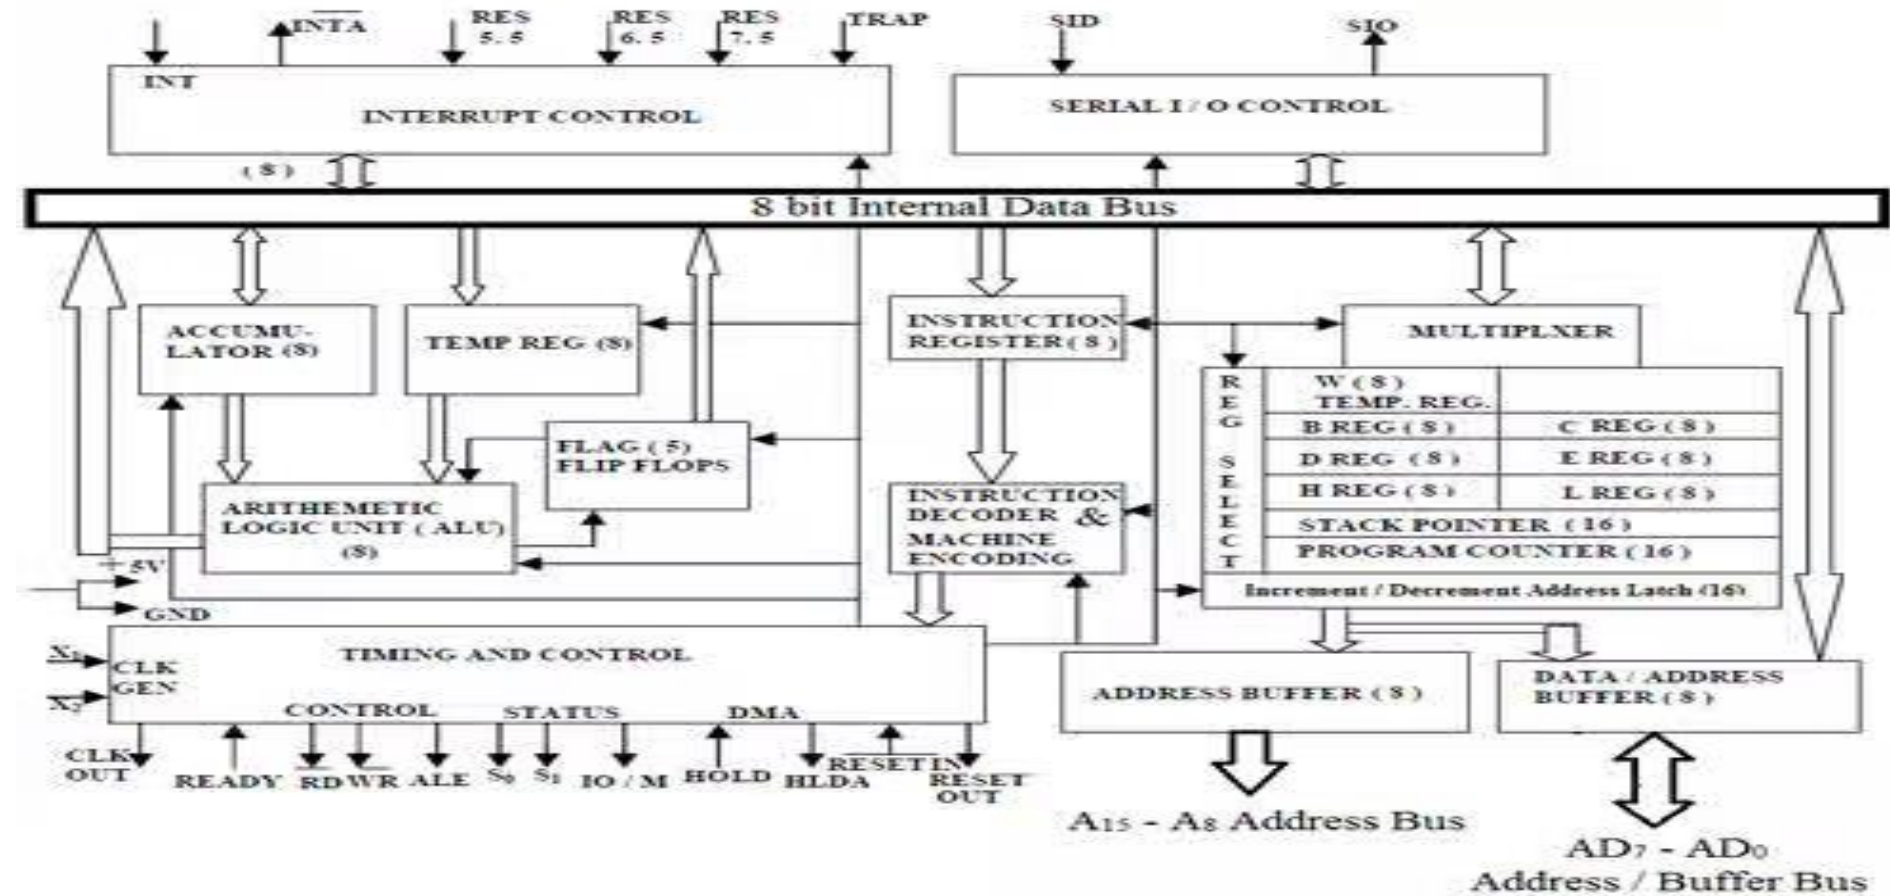 INTA
RES
5.5
RES
6.5
RES
7.5
TRAP
SID
SIO
INT
INTERRUPT CONTROL
SERIAL I / O CONTROL
( 8 )
8 bit Internal Data Bus
ACCUMU-
LATOR (8)
TEMP REG (8)
INSTRUCTION
REGISTER ( 8 )
MULTIPLXER
REG SELECT
W ( 8 )
TEMP. REG.
B REG ( 8 )
C REG ( 8 )
D REG ( 8 )
E REG ( 8 )
H REG ( 8 )
L REG ( 8 )
STACK POINTER ( 16 )
PROGRAM COUNTER ( 16 )
Increment / Decrement Address Latch (16)
FLAG ( 5 )
FLIP FLOPS
ARITHEMETIC
LOGIC UNIT ( ALU)
(8)
INSTRUCTION
DECODER &
MACHINE
ENCODING
+ 5V
GND
X1
X2
CLK
GEN
TIMING AND CONTROL
CONTROL
STATUS
DMA
ADDRESS BUFFER ( 8 )
DATA / ADDRESS
BUFFER ( 8 )
CLK
OUT
READY
RD
WR
ALE
S0
S1
IO / M
HOLD
HLDA
RESET IN
RESET
OUT
A15 - A8 Address Bus
AD7 - AD0
Address / Buffer Bus